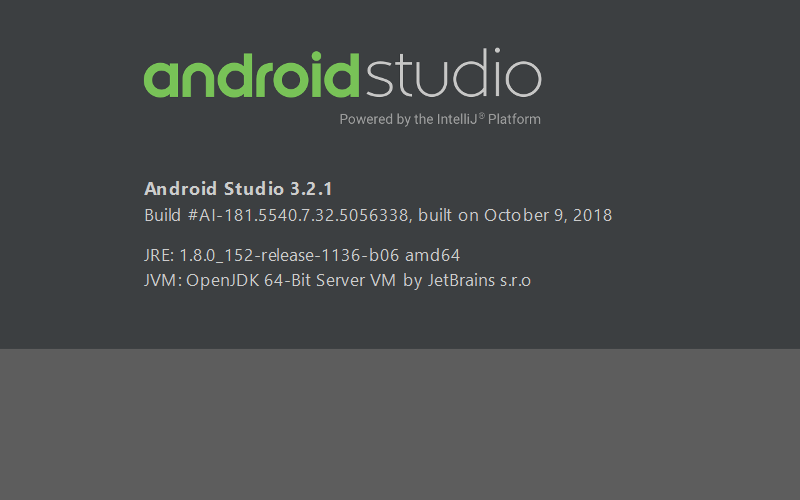 androidstudio
Powered by the IntelliJ® Platform
Android Studio 3.2.1
Build #AI-181.5540.7.32.5056338, built on October 9, 2018
JRE: 1.8.0_152-release-1136-b06 amd64
JVM: OpenJDK 64-Bit Server VM by JetBrains s.r.o